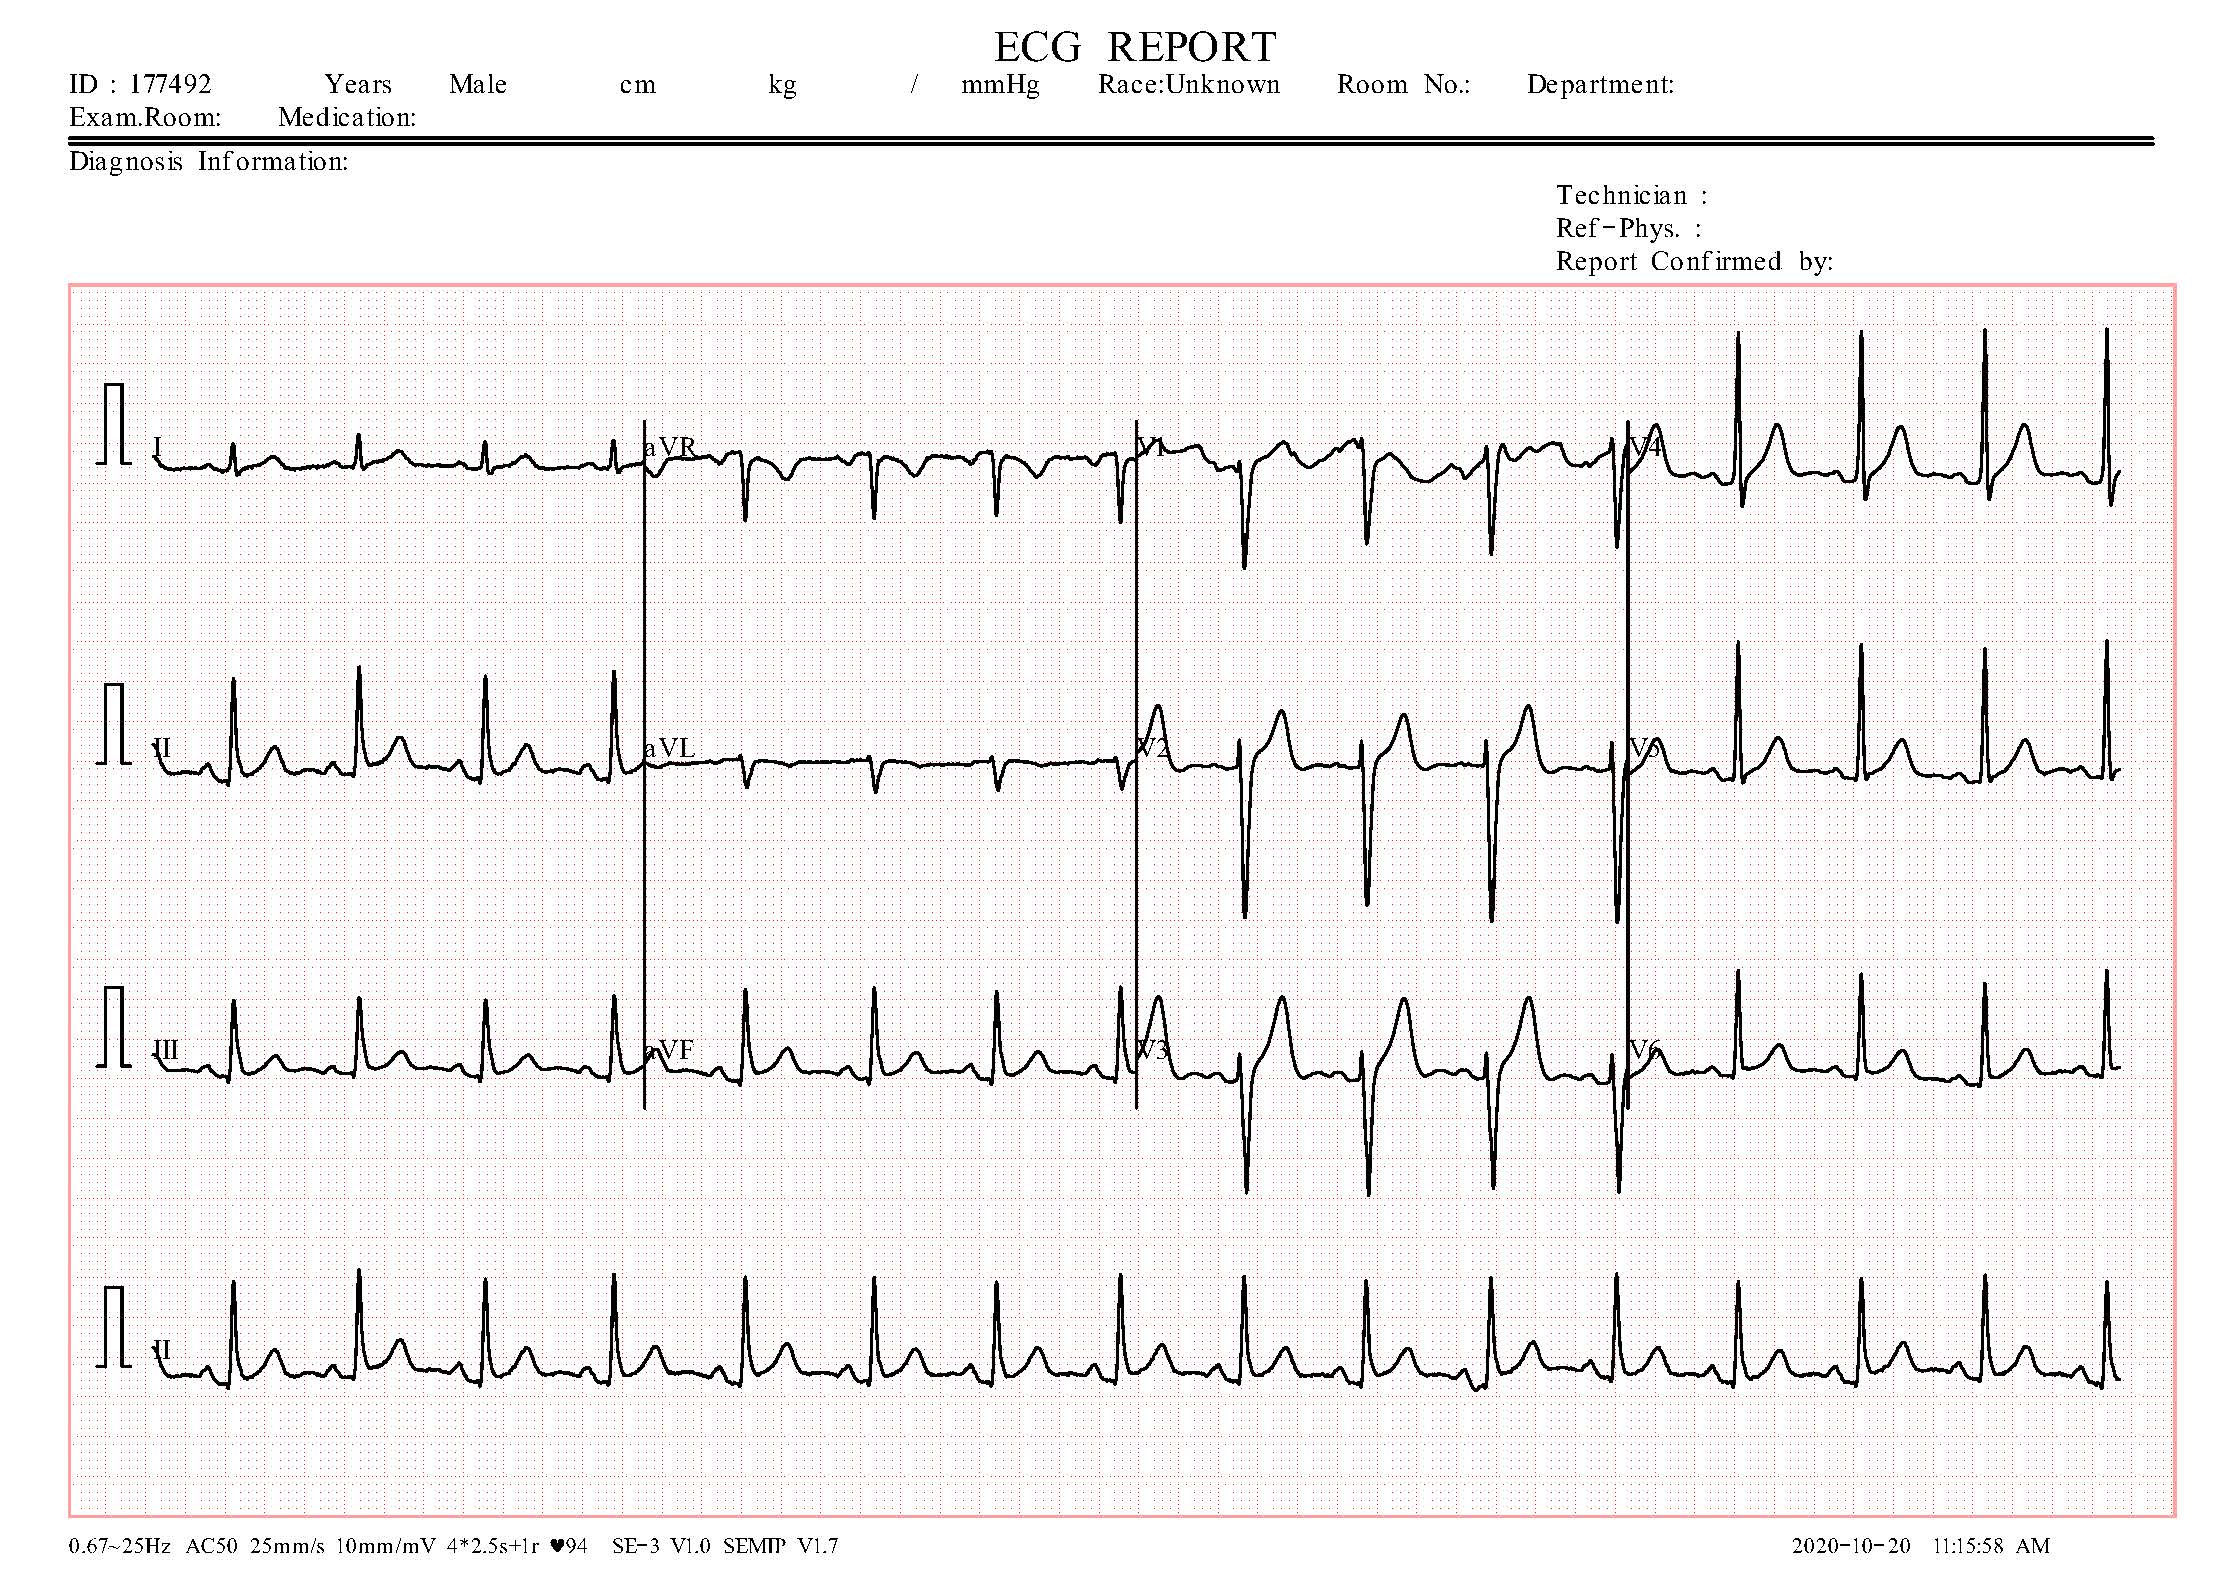 ECG REPORT
ID : 177492 Years Male cm kg / mmHg Race:Unknown Room No.: Department:
Exam.Room: Medication:
Diagnosis Information:
Technician :
Ref-Phys. :
Report Confirmed by:
I aVR V1 V4
II aVL V2 V5
III aVF V3 V6
II
0.67~25Hz AC50 25mm/s 10mm/mV 4*2.5s+1r ♥94 SE-3 V1.0 SEMIP V1.7 2020-10-20 11:15:58 AM